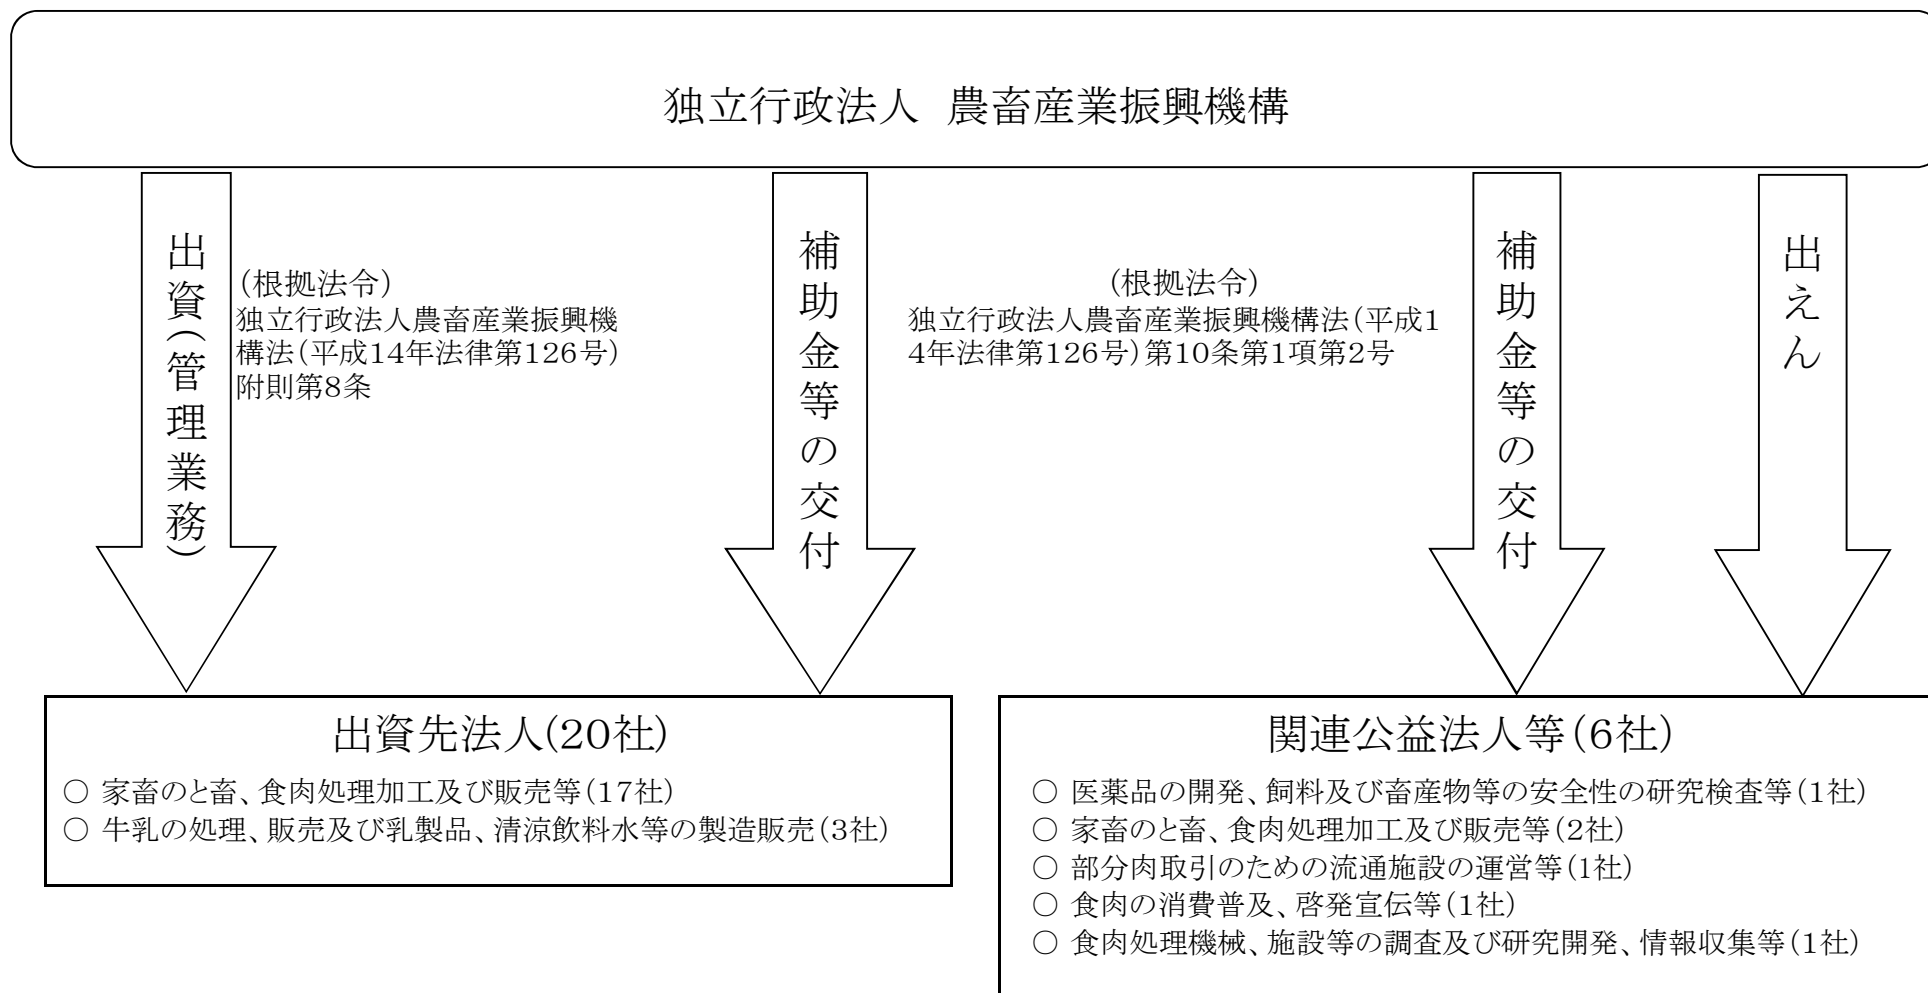 独立行政法人　農畜産業振興機構
出資(管理業務)
(根拠法令)
独立行政法人農畜産業振興機
構法(平成14年法律第126号)
附則第8条
補助金等の交付
(根拠法令)
独立行政法人農畜産業振興機構法(平成1
4年法律第126号)第10条第1項第2号
補助金等の交付
出えん
出資先法人(20社)
○ 家畜のと畜、食肉処理加工及び販売等(17社)
○ 牛乳の処理、販売及び乳製品、清涼飲料水等の製造販売(3社)
関連公益法人等(6社)
○ 医薬品の開発、飼料及び畜産物等の安全性の研究検査等(1社)
○ 家畜のと畜、食肉処理加工及び販売等(2社)
○ 部分肉取引のための流通施設の運営等(1社)
○ 食肉の消費普及、啓発宣伝等(1社)
○ 食肉処理機械、施設等の調査及び研究開発、情報収集等(1社)